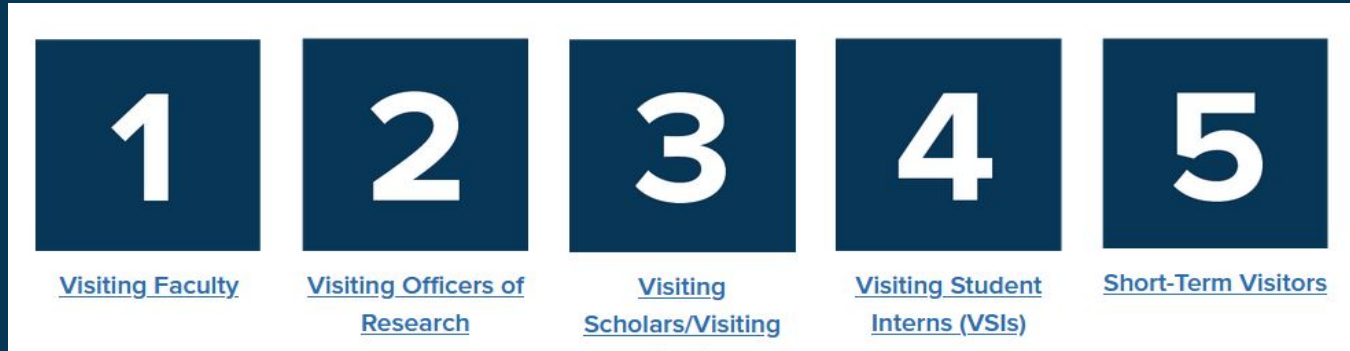 1
Visiting Faculty
2
Visiting Officers of
Research
3
Visiting
Scholars/Visiting
4
Visiting Student
Interns (VSIs)
5
Short-Term Visitors